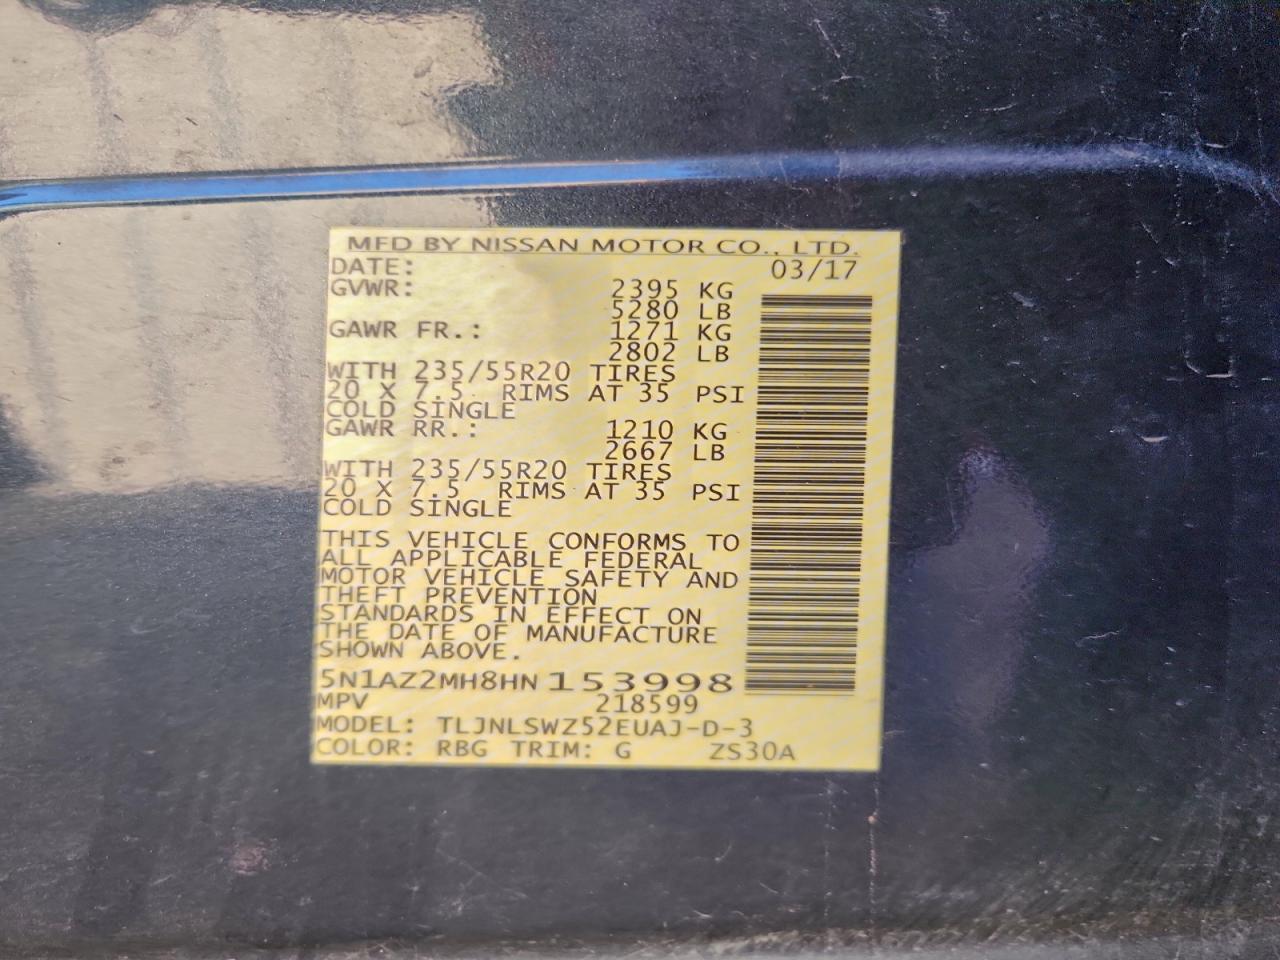 MFD BY NISSAN MOTOR CO., LTD.
DATE: 03/17
GVWR: 2395 KG
5280 LB
GAWR FR.: 1271 KG
2802 LB
WITH 235/55R20 TIRES
20 X 7.5 RIMS AT 35 PSI
COLD SINGLE
GAWR RR.: 1210 KG
2667 LB
WITH 235/55R20 TIRES
20 X 7.5 RIMS AT 35 PSI
COLD SINGLE
THIS VEHICLE CONFORMS TO
ALL APPLICABLE FEDERAL
MOTOR VEHICLE SAFETY AND
THEFT PREVENTION
STANDARDS IN EFFECT ON
THE DATE OF MANUFACTURE
SHOWN ABOVE.
5N1AZ2MH8HN153998
MPV 218599
MODEL: TLJNLSWZ52EUAJ-D-3
COLOR: RBG TRIM: G ZS30A